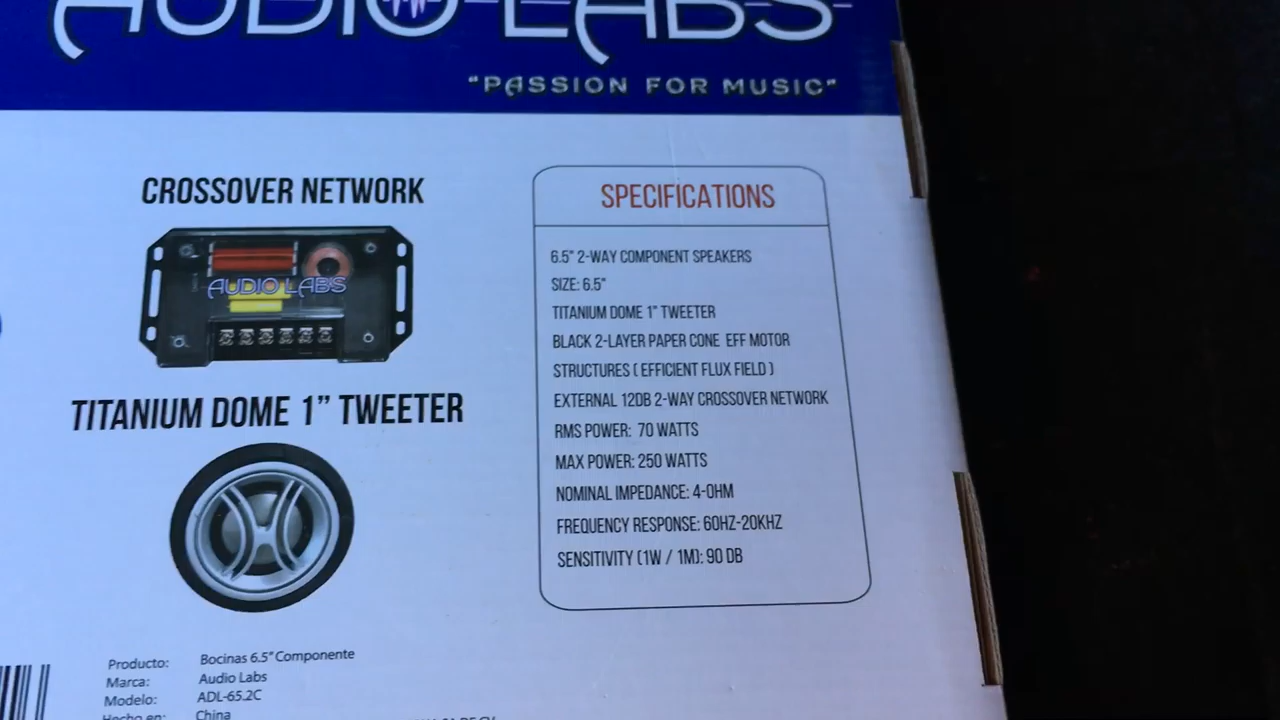 AUDIO LABS
"PASSION FOR MUSIC"
CROSSOVER NETWORK
AUDIO LABS
TITANIUM DOME 1" TWEETER
SPECIFICATIONS
6.5" 2-WAY COMPONENT SPEAKERS
SIZE: 6.5"
TITANIUM DOME 1" TWEETER
BLACK 2-LAYER PAPER CONE EFF MOTOR
STRUCTURES ( EFFICIENT FLUX FIELD )
EXTERNAL 12DB 2-WAY CROSSOVER NETWORK
RMS POWER: 70 WATTS
MAX POWER: 250 WATTS
NOMINAL IMPEDANCE: 4-OHM
FREQUENCY RESPONSE: 60HZ-20KHZ
SENSITIVITY (1W / 1M): 90 DB
Producto: Bocinas 6.5" Componente
Marca: Audio Labs
Modelo: ADL-65.2C
Hecho en: China